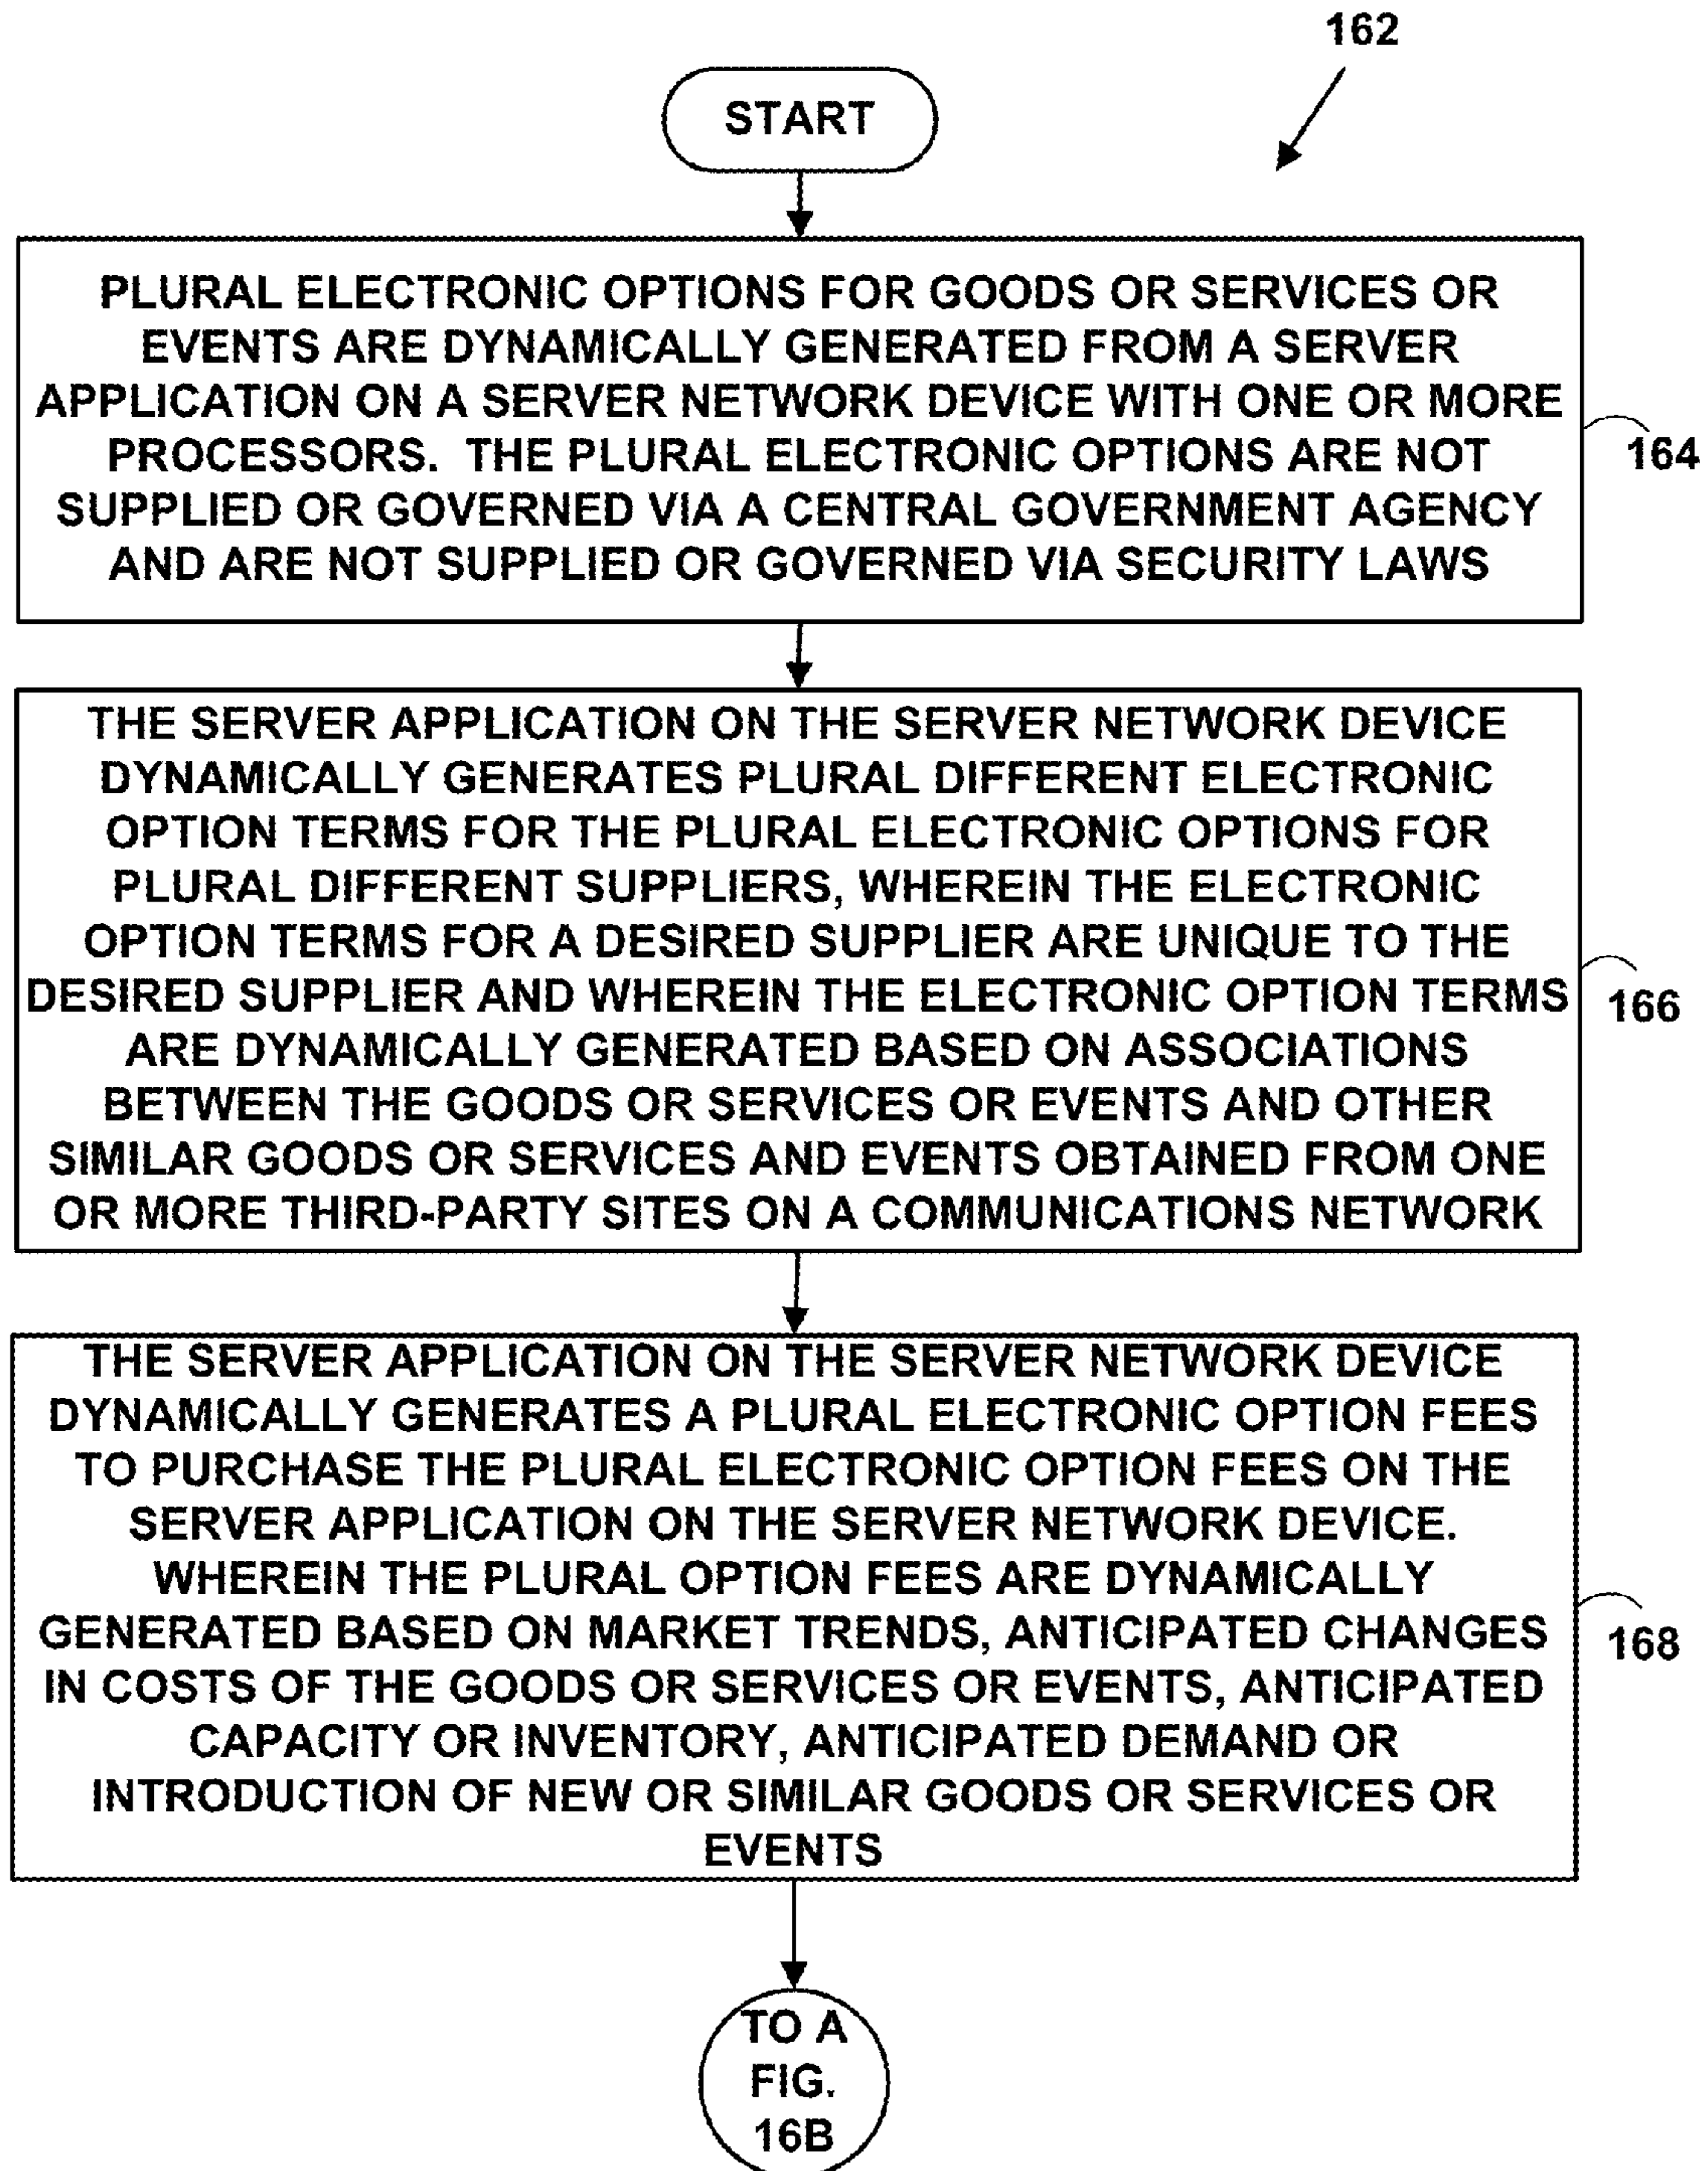 162
START
PLURAL ELECTRONIC OPTIONS FOR GOODS OR SERVICES OR
EVENTS ARE DYNAMICALLY GENERATED FROM A SERVER
APPLICATION ON A SERVER NETWORK DEVICE WITH ONE OR MORE
PROCESSORS. THE PLURAL ELECTRONIC OPTIONS ARE NOT
SUPPLIED OR GOVERNED VIA A CENTRAL GOVERNMENT AGENCY
AND ARE NOT SUPPLIED OR GOVERNED VIA SECURITY LAWS
164
THE SERVER APPLICATION ON THE SERVER NETWORK DEVICE
DYNAMICALLY GENERATES PLURAL DIFFERENT ELECTRONIC
OPTION TERMS FOR THE PLURAL ELECTRONIC OPTIONS FOR
PLURAL DIFFERENT SUPPLIERS, WHEREIN THE ELECTRONIC
OPTION TERMS FOR A DESIRED SUPPLIER ARE UNIQUE TO THE
DESIRED SUPPLIER AND WHEREIN THE ELECTRONIC OPTION TERMS
ARE DYNAMICALLY GENERATED BASED ON ASSOCIATIONS
BETWEEN THE GOODS OR SERVICES OR EVENTS AND OTHER
SIMILAR GOODS OR SERVICES AND EVENTS OBTAINED FROM ONE
OR MORE THIRD-PARTY SITES ON A COMMUNICATIONS NETWORK
166
THE SERVER APPLICATION ON THE SERVER NETWORK DEVICE
DYNAMICALLY GENERATES A PLURAL ELECTRONIC OPTION FEES
TO PURCHASE THE PLURAL ELECTRONIC OPTION FEES ON THE
SERVER APPLICATION ON THE SERVER NETWORK DEVICE.
WHEREIN THE PLURAL OPTION FEES ARE DYNAMICALLY
GENERATED BASED ON MARKET TRENDS, ANTICIPATED CHANGES
IN COSTS OF THE GOODS OR SERVICES OR EVENTS, ANTICIPATED
CAPACITY OR INVENTORY, ANTICIPATED DEMAND OR
INTRODUCTION OF NEW OR SIMILAR GOODS OR SERVICES OR
EVENTS
168
TO A
FIG.
16B